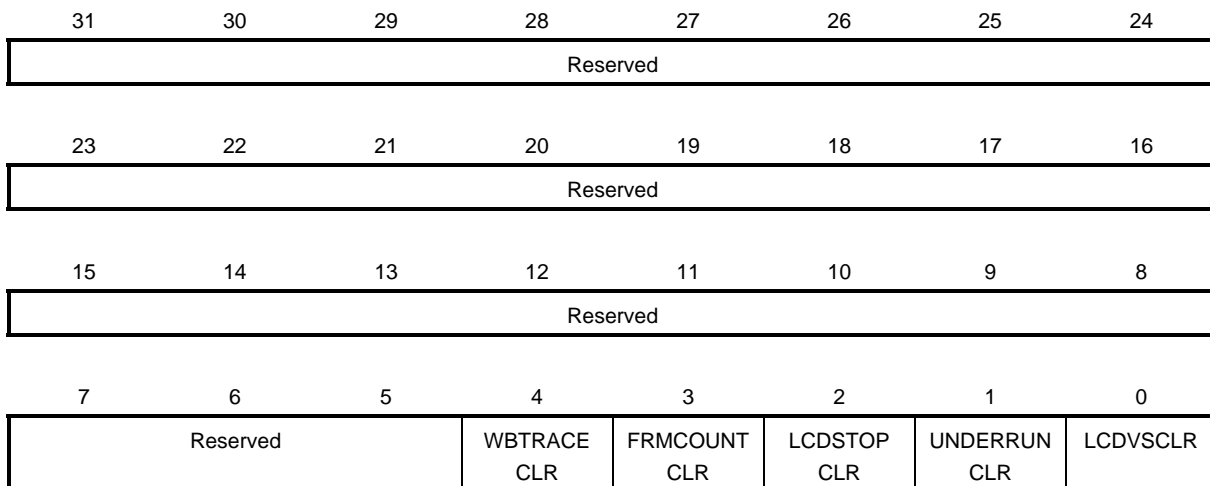 31 30 29 28 27 26 25 24
Reserved
23 22 21 20 19 18 17 16
Reserved
15 14 13 12 11 10 9 8
Reserved
7 6 5 4 3 2 1 0
Reserved WBTRACE FRMCOUNT LCDSTOP UNDERRUN LCDVSCLR
CLR CLR CLR CLR